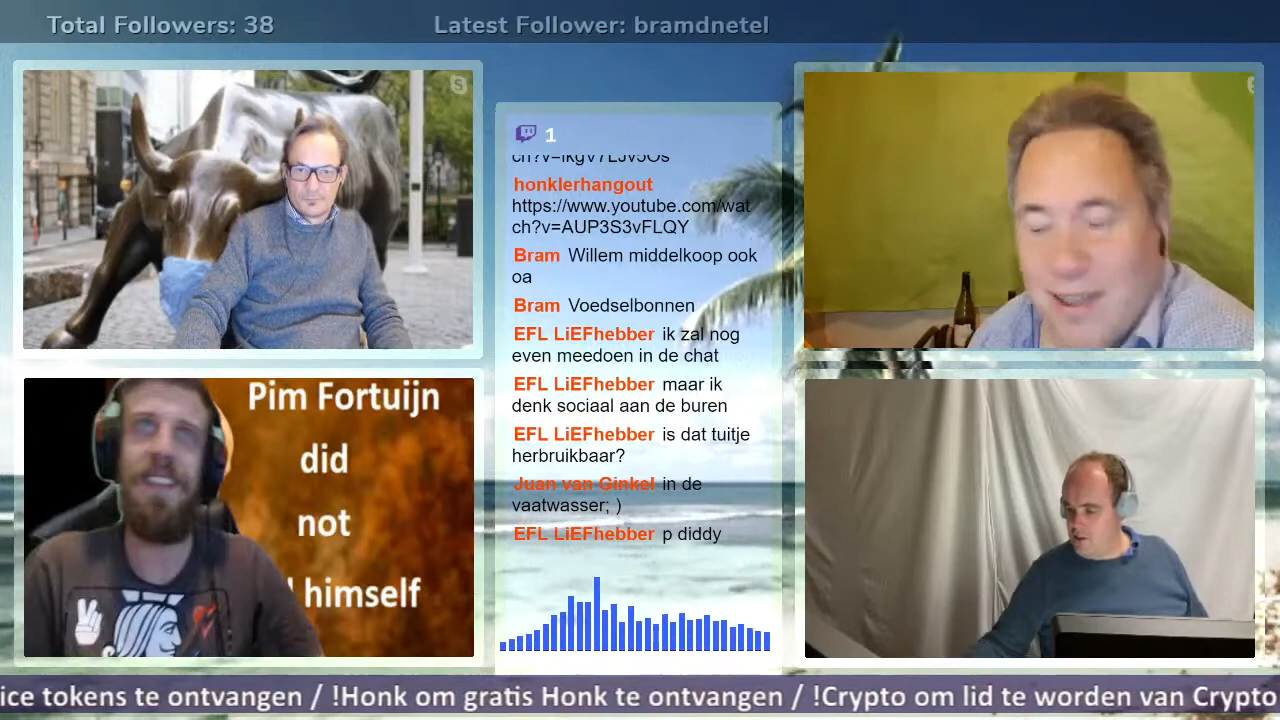 Total Followers: 38
Latest Follower: bramdnetel
1
ch?v=ikgV7LJv5Os
honklerhangout
https://www.youtube.com/wat
ch?v=AUP3S3vFLQY
Bram Willem middelkoop ook
oa
Bram Voedselbonnen
EFL LiEFhebber ik zal nog
even meedoen in de chat
EFL LiEFhebber maar ik
denk sociaal aan de buren
EFL LiEFhebber is dat tuitje
herbruikbaar?
Juan van Ginkel in de
vaatwasser; )
EFL LiEFhebber p diddy
Pim Fortuijn
did
not
himself
ice tokens te ontvangen / !Honk om gratis Honk te ontvangen / !Crypto om lid te worden van Crypto